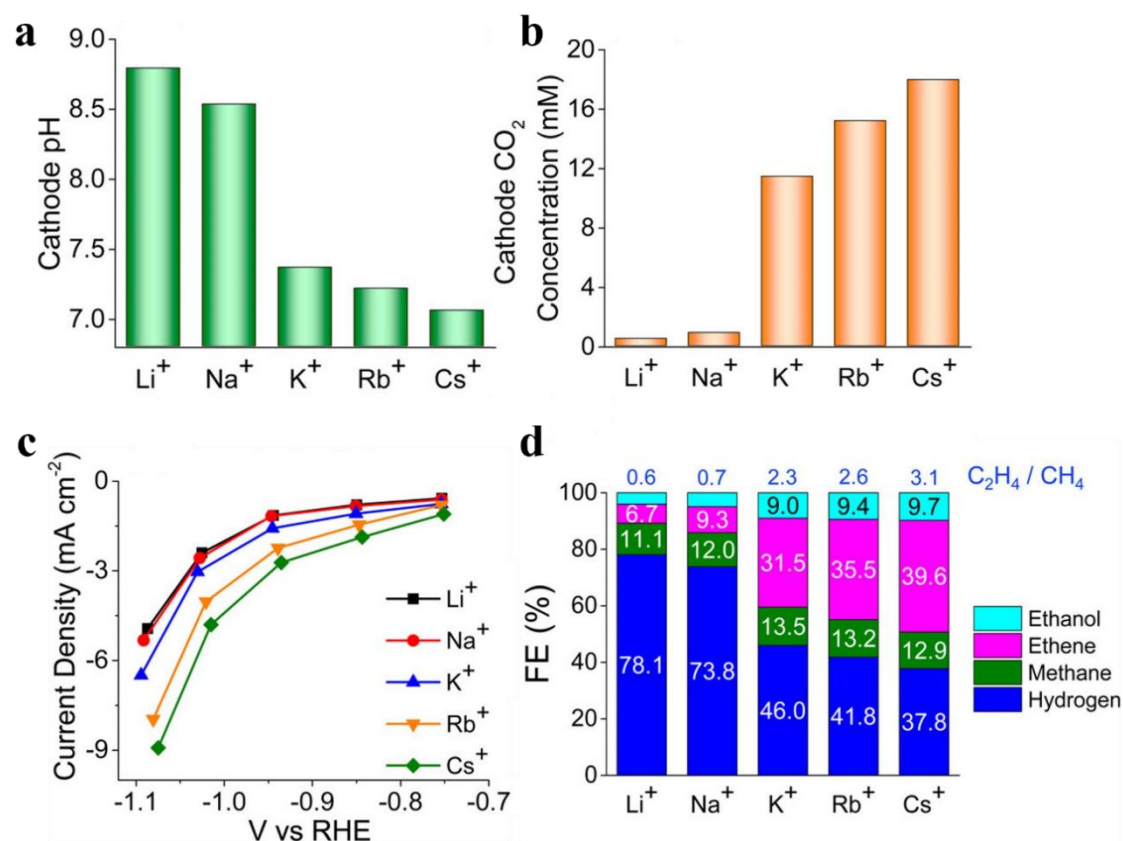 a
9.0
8.5
8.0
7.5
7.0
Cathode pH
Li⁺ Na⁺ K⁺ Rb⁺ Cs⁺
b
20
16
12
8
4
0
Cathode CO₂
Concentration (mM)
Li⁺ Na⁺ K⁺ Rb⁺ Cs⁺
c
0
-3
-6
-9
Current Density (mA cm⁻²)
Li⁺
Na⁺
K⁺
Rb⁺
Cs⁺
-1.1 -1.0 -0.9 -0.8 -0.7
V vs RHE
d
0.6 0.7 2.3 2.6 3.1 C₂H₄ / CH₄
100
80
60
40
20
0
FE (%)
9.0 9.4 9.7
6.7 9.3 31.5 35.5 39.6
11.1 12.0 13.5 13.2 12.9
78.1 73.8 46.0 41.8 37.8
Ethanol
Ethene
Methane
Hydrogen
Li⁺ Na⁺ K⁺ Rb⁺ Cs⁺